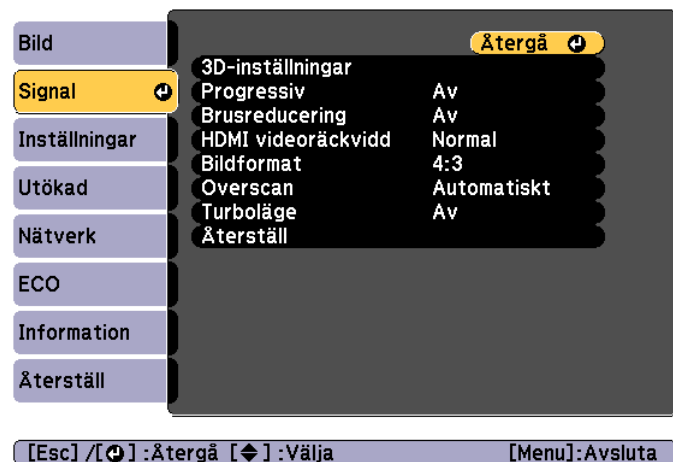 Bild
Signal
Inställningar
Utökad
Nätverk
ECO
Information
Återställ
Återgå
3D-inställningar
Progressiv Av
Brusreducering Av
HDMI videoräckvidd Normal
Bildformat 4:3
Overscan Automatiskt
Turboläge Av
Återställ
[Esc] /[ ] :Återgå [ ] :Välja [Menu]:Avsluta